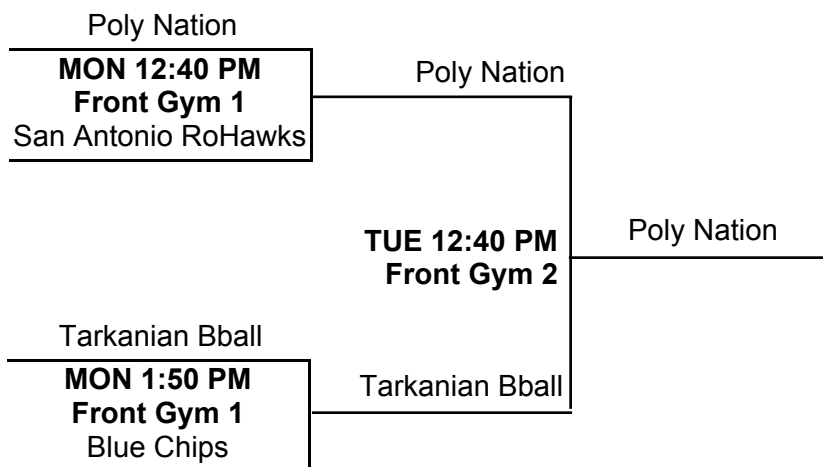 Poly Nation
MON 12:40 PM
Front Gym 1
San Antonio RoHawks
Poly Nation
TUE 12:40 PM
Front Gym 2
Poly Nation
Tarkanian Bball
MON 1:50 PM
Front Gym 1
Blue Chips
Tarkanian Bball